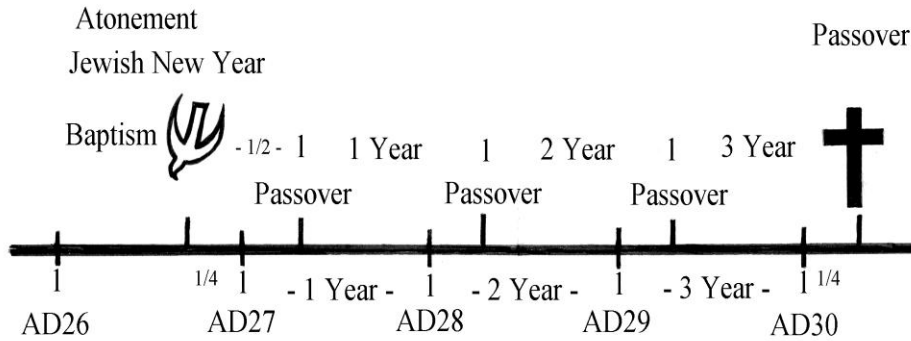 Atonement
Passover
Jewish New Year
Baptism - 1/2 - 1 1 Year 1 2 Year 1 3 Year
Passover Passover Passover
1 1/4 1 - 1 Year - 1 - 2 Year - 1 - 3 Year - 1 1/4
AD26 AD27 AD28 AD29 AD30